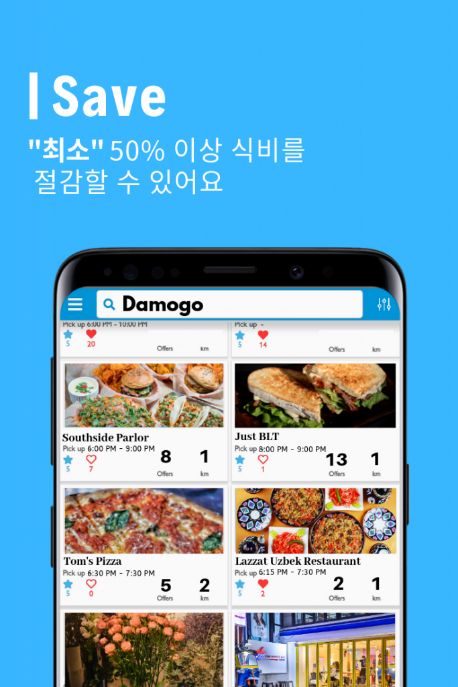 Save
"최소" 50% 이상 식비를
절감할 수 있어요
Damogo
Pick up 6:00 PM - 10:00 PM
5 20 Offers km
Pick up -
5 14 Offers km
Southside Parlor
Pick up 6:00 PM - 9:00 PM
8 1
5 7 Offers km
Just BLT
Pick up 8:00 PM - 9:00 PM
13 1
5 1 Offers km
Tom's Pizza
Pick up 6:30 PM - 7:30 PM
5 2
5 0 Offers km
Lazzat Uzbek Restaurant
Pick up 6:15 PM - 7:30 PM
2 1
5 2 Offers km